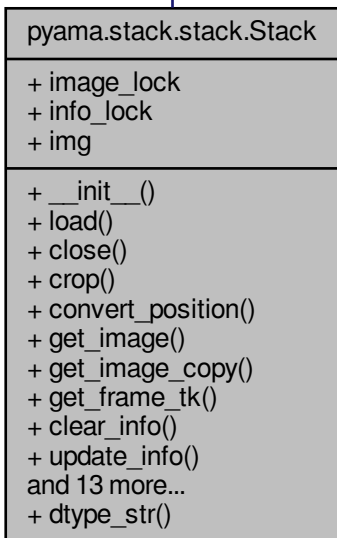 pyama.stack.stack.Stack
+ image_lock
+ info_lock
+ img
+ __init__()
+ load()
+ close()
+ crop()
+ convert_position()
+ get_image()
+ get_image_copy()
+ get_frame_tk()
+ clear_info()
+ update_info()
and 13 more...
+ dtype_str()